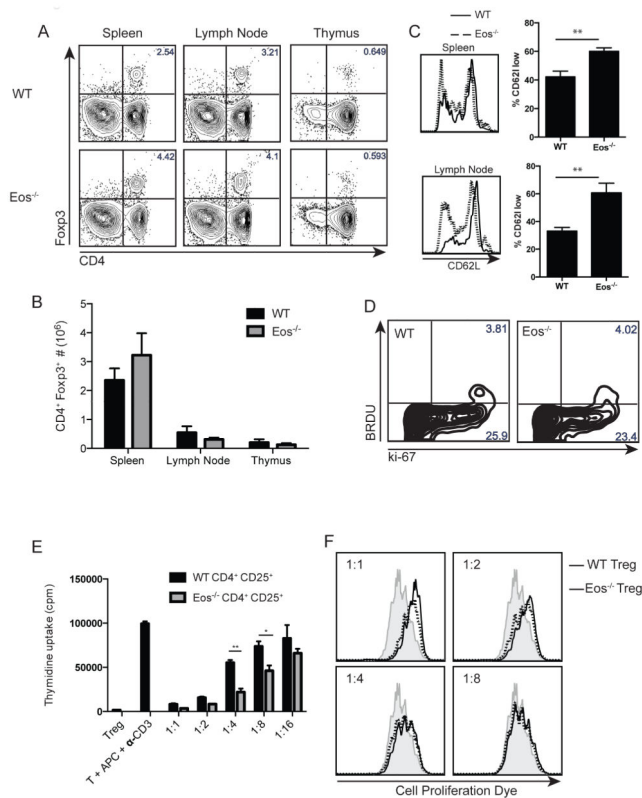 A
Spleen Lymph Node Thymus
WT
2.54 3.21 0.649
Eos-/-
4.42 4.1 0.593
Foxp3
CD4
B
CD4+ Foxp3+ # (10⁶)
5
4
3
2
1
0
WT
Eos-/-
Spleen Lymph Node Thymus
C
WT
Eos-/-
Spleen
% CD62l low
80
60
40
20
0
**
WT Eos-/-
Lymph Node
CD62L
% CD62l low
80
60
40
20
0
**
WT Eos-/-
D
WT 3.81
25.9
Eos-/- 4.02
23.4
BRDU
ki-67
E
Thymidine uptake (cpm)
150000
100000
50000
0
WT CD4+ CD25+
Eos-/- CD4+ CD25+
** *
Treg
T + APC + α-CD3
1:1
1:2
1:4
1:8
1:16
F
1:1 1:2
1:4 1:8
WT Treg
Eos-/- Treg
Cell Proliferation Dye